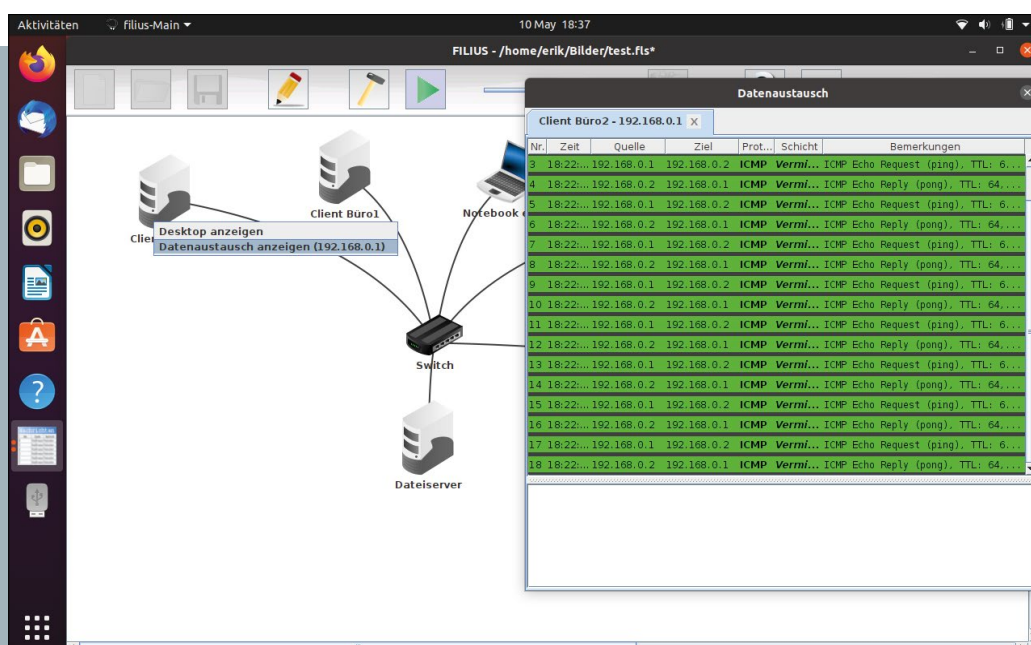 Aktivitäten filius-Main 10 May 18:37
FILIUS - /home/erik/Bilder/test.fls*
Datenaustausch
Client Büro2 - 192.168.0.1 X
Nr. Zeit Quelle Ziel Prot... Schicht Bemerkungen
3 18:22:... 192.168.0.1 192.168.0.2 ICMP Vermi... ICMP Echo Request (ping), TTL: 6...
4 18:22:... 192.168.0.2 192.168.0.1 ICMP Vermi... ICMP Echo Reply (pong), TTL: 64,...
5 18:22:... 192.168.0.1 192.168.0.2 ICMP Vermi... ICMP Echo Request (ping), TTL: 6...
6 18:22:... 192.168.0.2 192.168.0.1 ICMP Vermi... ICMP Echo Reply (pong), TTL: 64,...
7 18:22:... 192.168.0.1 192.168.0.2 ICMP Vermi... ICMP Echo Request (ping), TTL: 6...
8 18:22:... 192.168.0.2 192.168.0.1 ICMP Vermi... ICMP Echo Reply (pong), TTL: 64,...
9 18:22:... 192.168.0.1 192.168.0.2 ICMP Vermi... ICMP Echo Request (ping), TTL: 6...
10 18:22:... 192.168.0.2 192.168.0.1 ICMP Vermi... ICMP Echo Reply (pong), TTL: 64,...
11 18:22:... 192.168.0.1 192.168.0.2 ICMP Vermi... ICMP Echo Request (ping), TTL: 6...
12 18:22:... 192.168.0.2 192.168.0.1 ICMP Vermi... ICMP Echo Reply (pong), TTL: 64,...
13 18:22:... 192.168.0.1 192.168.0.2 ICMP Vermi... ICMP Echo Request (ping), TTL: 6...
14 18:22:... 192.168.0.2 192.168.0.1 ICMP Vermi... ICMP Echo Reply (pong), TTL: 64,...
15 18:22:... 192.168.0.1 192.168.0.2 ICMP Vermi... ICMP Echo Request (ping), TTL: 6...
16 18:22:... 192.168.0.2 192.168.0.1 ICMP Vermi... ICMP Echo Reply (pong), TTL: 64,...
17 18:22:... 192.168.0.1 192.168.0.2 ICMP Vermi... ICMP Echo Request (ping), TTL: 6...
18 18:22:... 192.168.0.2 192.168.0.1 ICMP Vermi... ICMP Echo Reply (pong), TTL: 64,...
Client Büro1
Notebook
Clie
Desktop anzeigen
Datenaustausch anzeigen (192.168.0.1)
Switch
Dateiserver